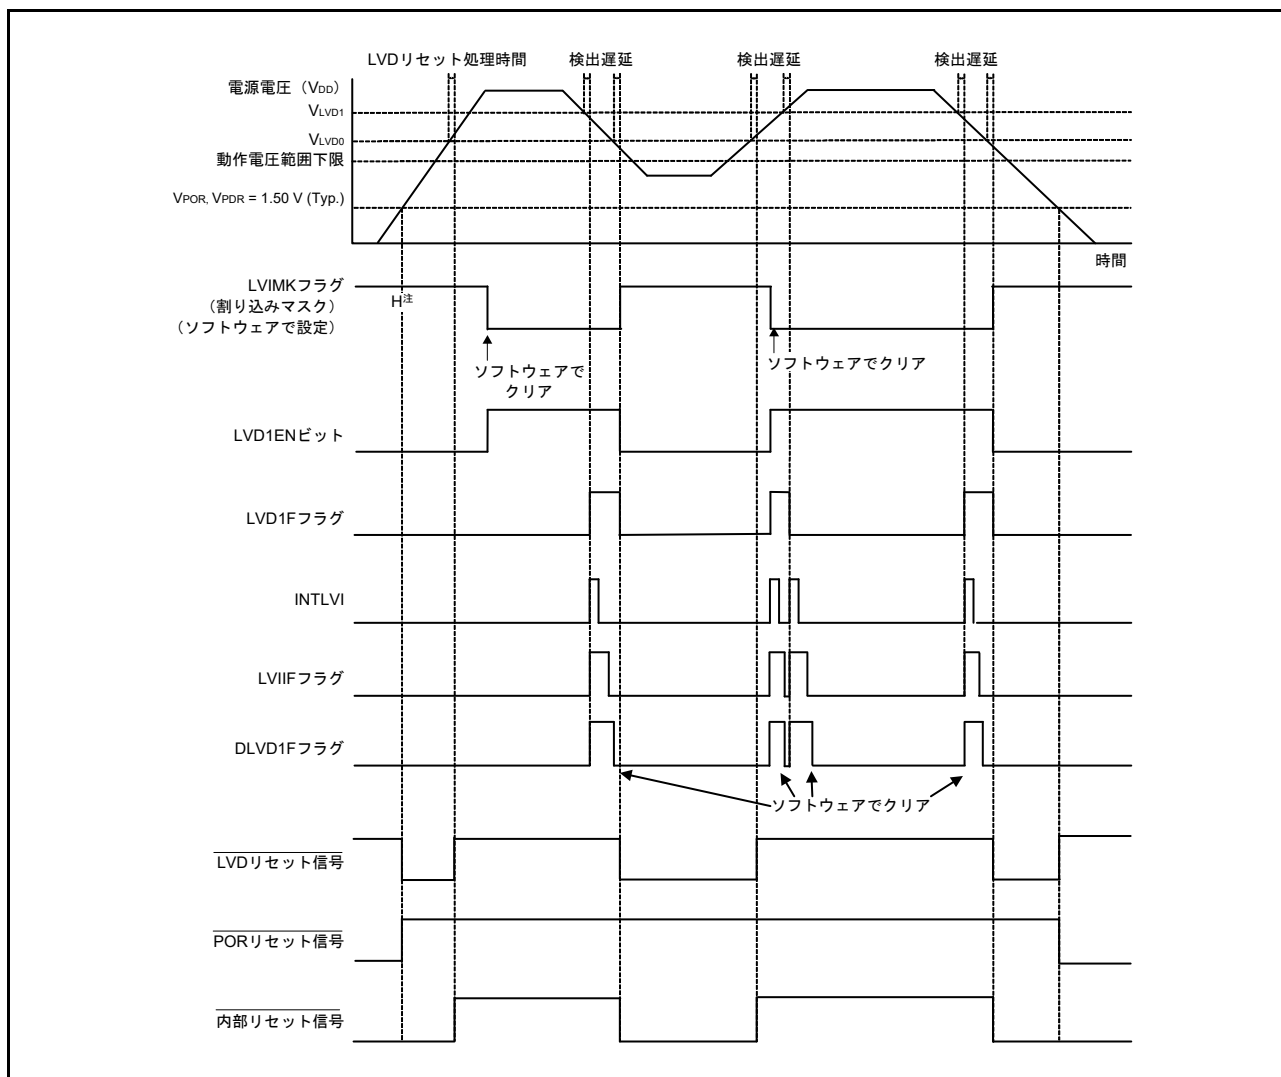 LVDリセット処理時間
検出遅延
検出遅延
検出遅延
電源電圧（VDD）
VLVD1
VLVD0
動作電圧範囲下限
VPOR, VPDR = 1.50 V (Typ.)
時間
LVIMKフラグ
（割り込みマスク）
（ソフトウェアで設定）
H注
ソフトウェアで
クリア
ソフトウェアでクリア
LVD1ENビット
LVD1Fフラグ
INTLVI
LVIIFフラグ
DLVD1Fフラグ
ソフトウェアでクリア
LVDリセット信号
PORリセット信号
内部リセット信号